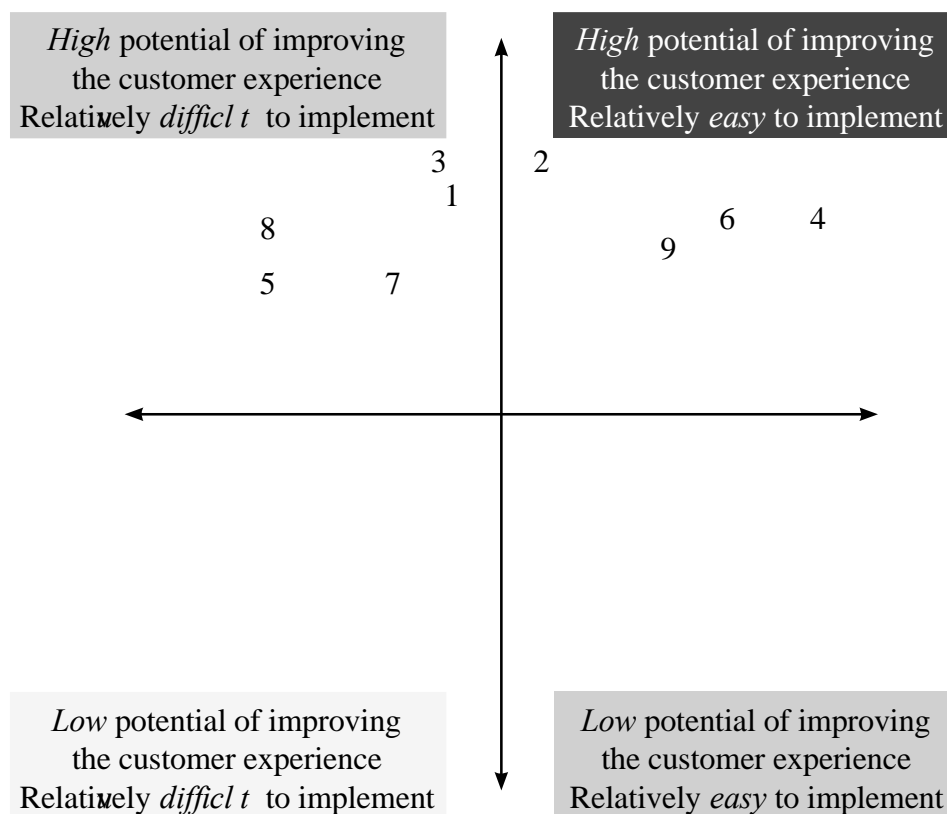 High potential of improving
the customer experience
Relatiuvely difficl t to implement
High potential of improving
the customer experience
Relatively easy to implement
3
2
1
8
6
4
9
5
7
Low potential of improving
the customer experience
Relatiuvely difficl t to implement
Low potential of improving
the customer experience
Relatively easy to implement